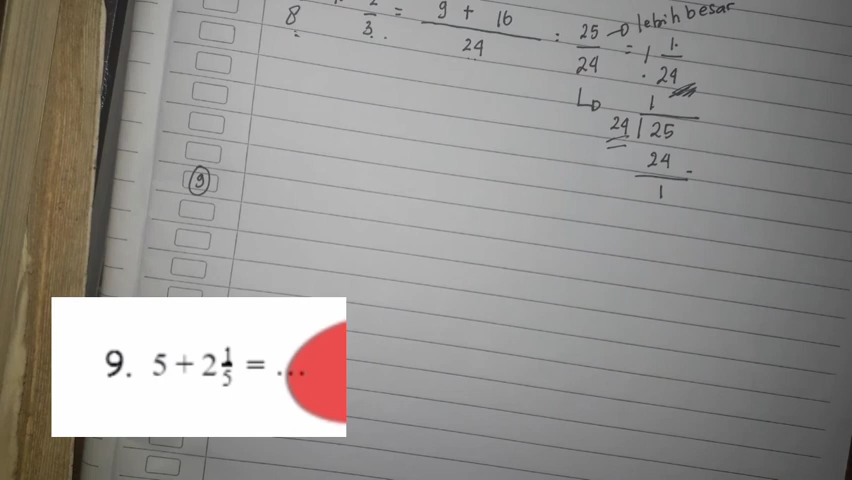 8 3 = 9 + 16 / 24 = 25/24 → lebih besar
= 1 1/24
↳ 1
24 | 25
24 -
1
9
9. 5 + 2 1/5 = ...